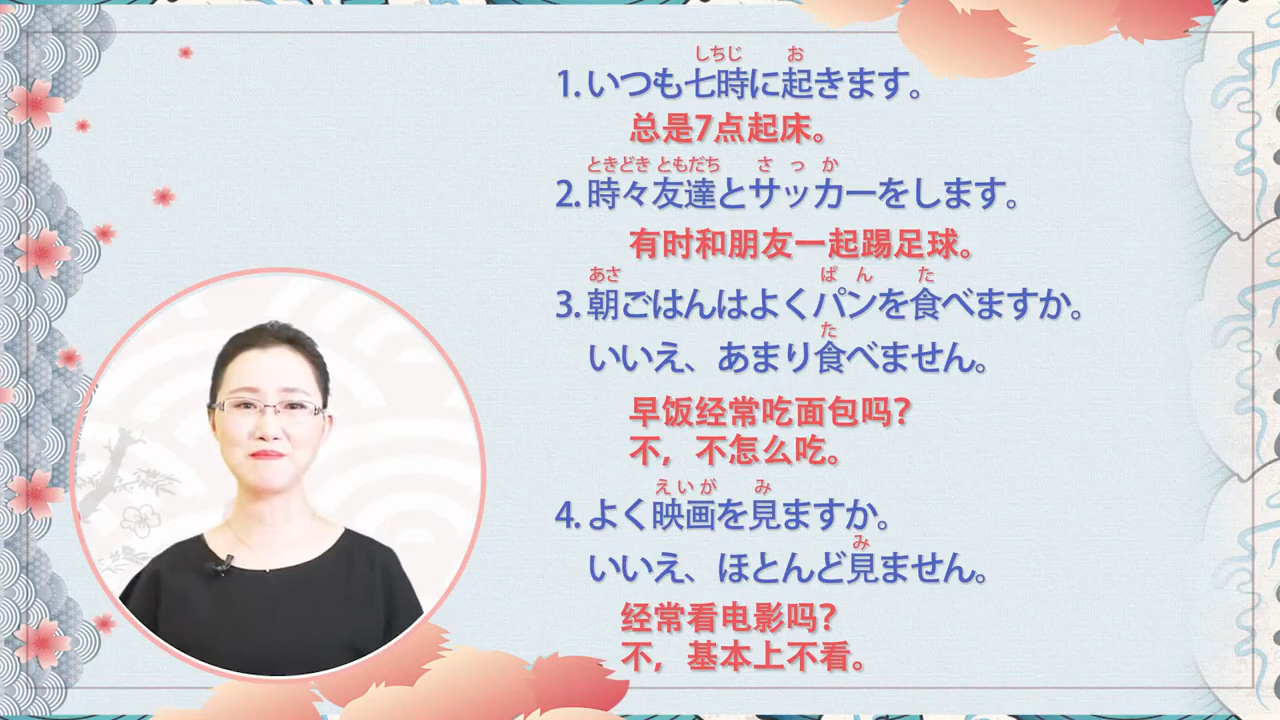 しちじ お
1. いつも七時に起きます。
总是7点起床。
ときどき ともだち さ っ か
2. 時々友達とサッカーをします。
有时和朋友一起踢足球。
あさ ぱ ん た
3. 朝ごはんはよくパンを食べますか。
た
いいえ、あまり食べません。
早饭经常吃面包吗？
不，不怎么吃。
え い が み
4. よく映画を見ますか。
み
いいえ、ほとんど見ません。
经常看电影吗？
不，基本上不看。